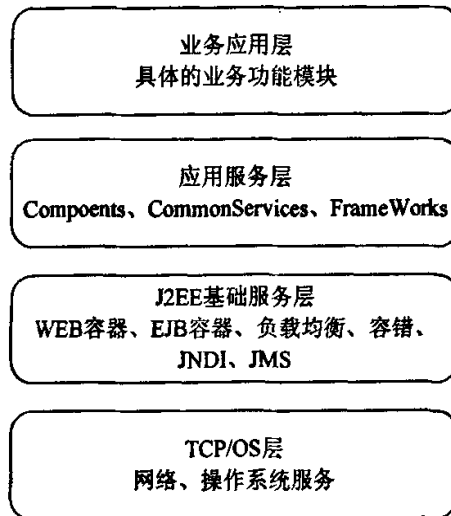 业务应用层
具体的业务功能模块
应用服务层
Compoents、CommonServices、FrameWorks
J2EE基础服务层
WEB容器、EJB容器、负载均衡、容错、
JNDI、JMS
TCP/OS层
网络、操作系统服务